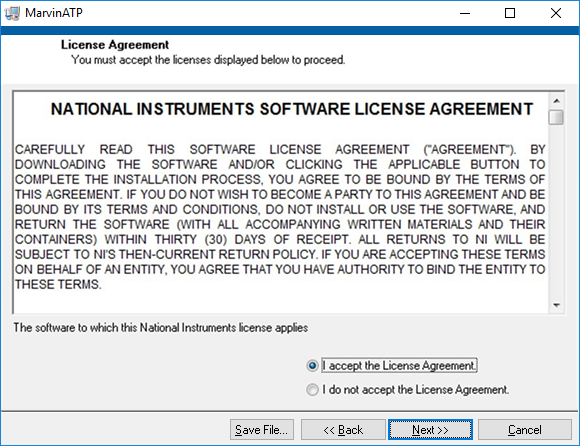 MarvinATP
License Agreement
You must accept the licenses displayed below to proceed.
NATIONAL INSTRUMENTS SOFTWARE LICENSE AGREEMENT
CAREFULLY READ THIS SOFTWARE LICENSE AGREEMENT ("AGREEMENT"). BY
DOWNLOADING THE SOFTWARE AND/OR CLICKING THE APPLICABLE BUTTON TO
COMPLETE THE INSTALLATION PROCESS, YOU AGREE TO BE BOUND BY THE TERMS OF
THIS AGREEMENT. IF YOU DO NOT WISH TO BECOME A PARTY TO THIS AGREEMENT AND BE
BOUND BY ITS TERMS AND CONDITIONS, DO NOT INSTALL OR USE THE SOFTWARE, AND
RETURN THE SOFTWARE (WITH ALL ACCOMPANYING WRITTEN MATERIALS AND THEIR
CONTAINERS) WITHIN THIRTY (30) DAYS OF RECEIPT. ALL RETURNS TO NI WILL BE
SUBJECT TO NI'S THEN-CURRENT RETURN POLICY. IF YOU ARE ACCEPTING THESE TERMS
ON BEHALF OF AN ENTITY, YOU AGREE THAT YOU HAVE AUTHORITY TO BIND THE ENTITY TO
THESE TERMS.
The software to which this National Instruments license applies
I accept the License Agreement.
I do not accept the License Agreement.
Save File... << Back Next >> Cancel